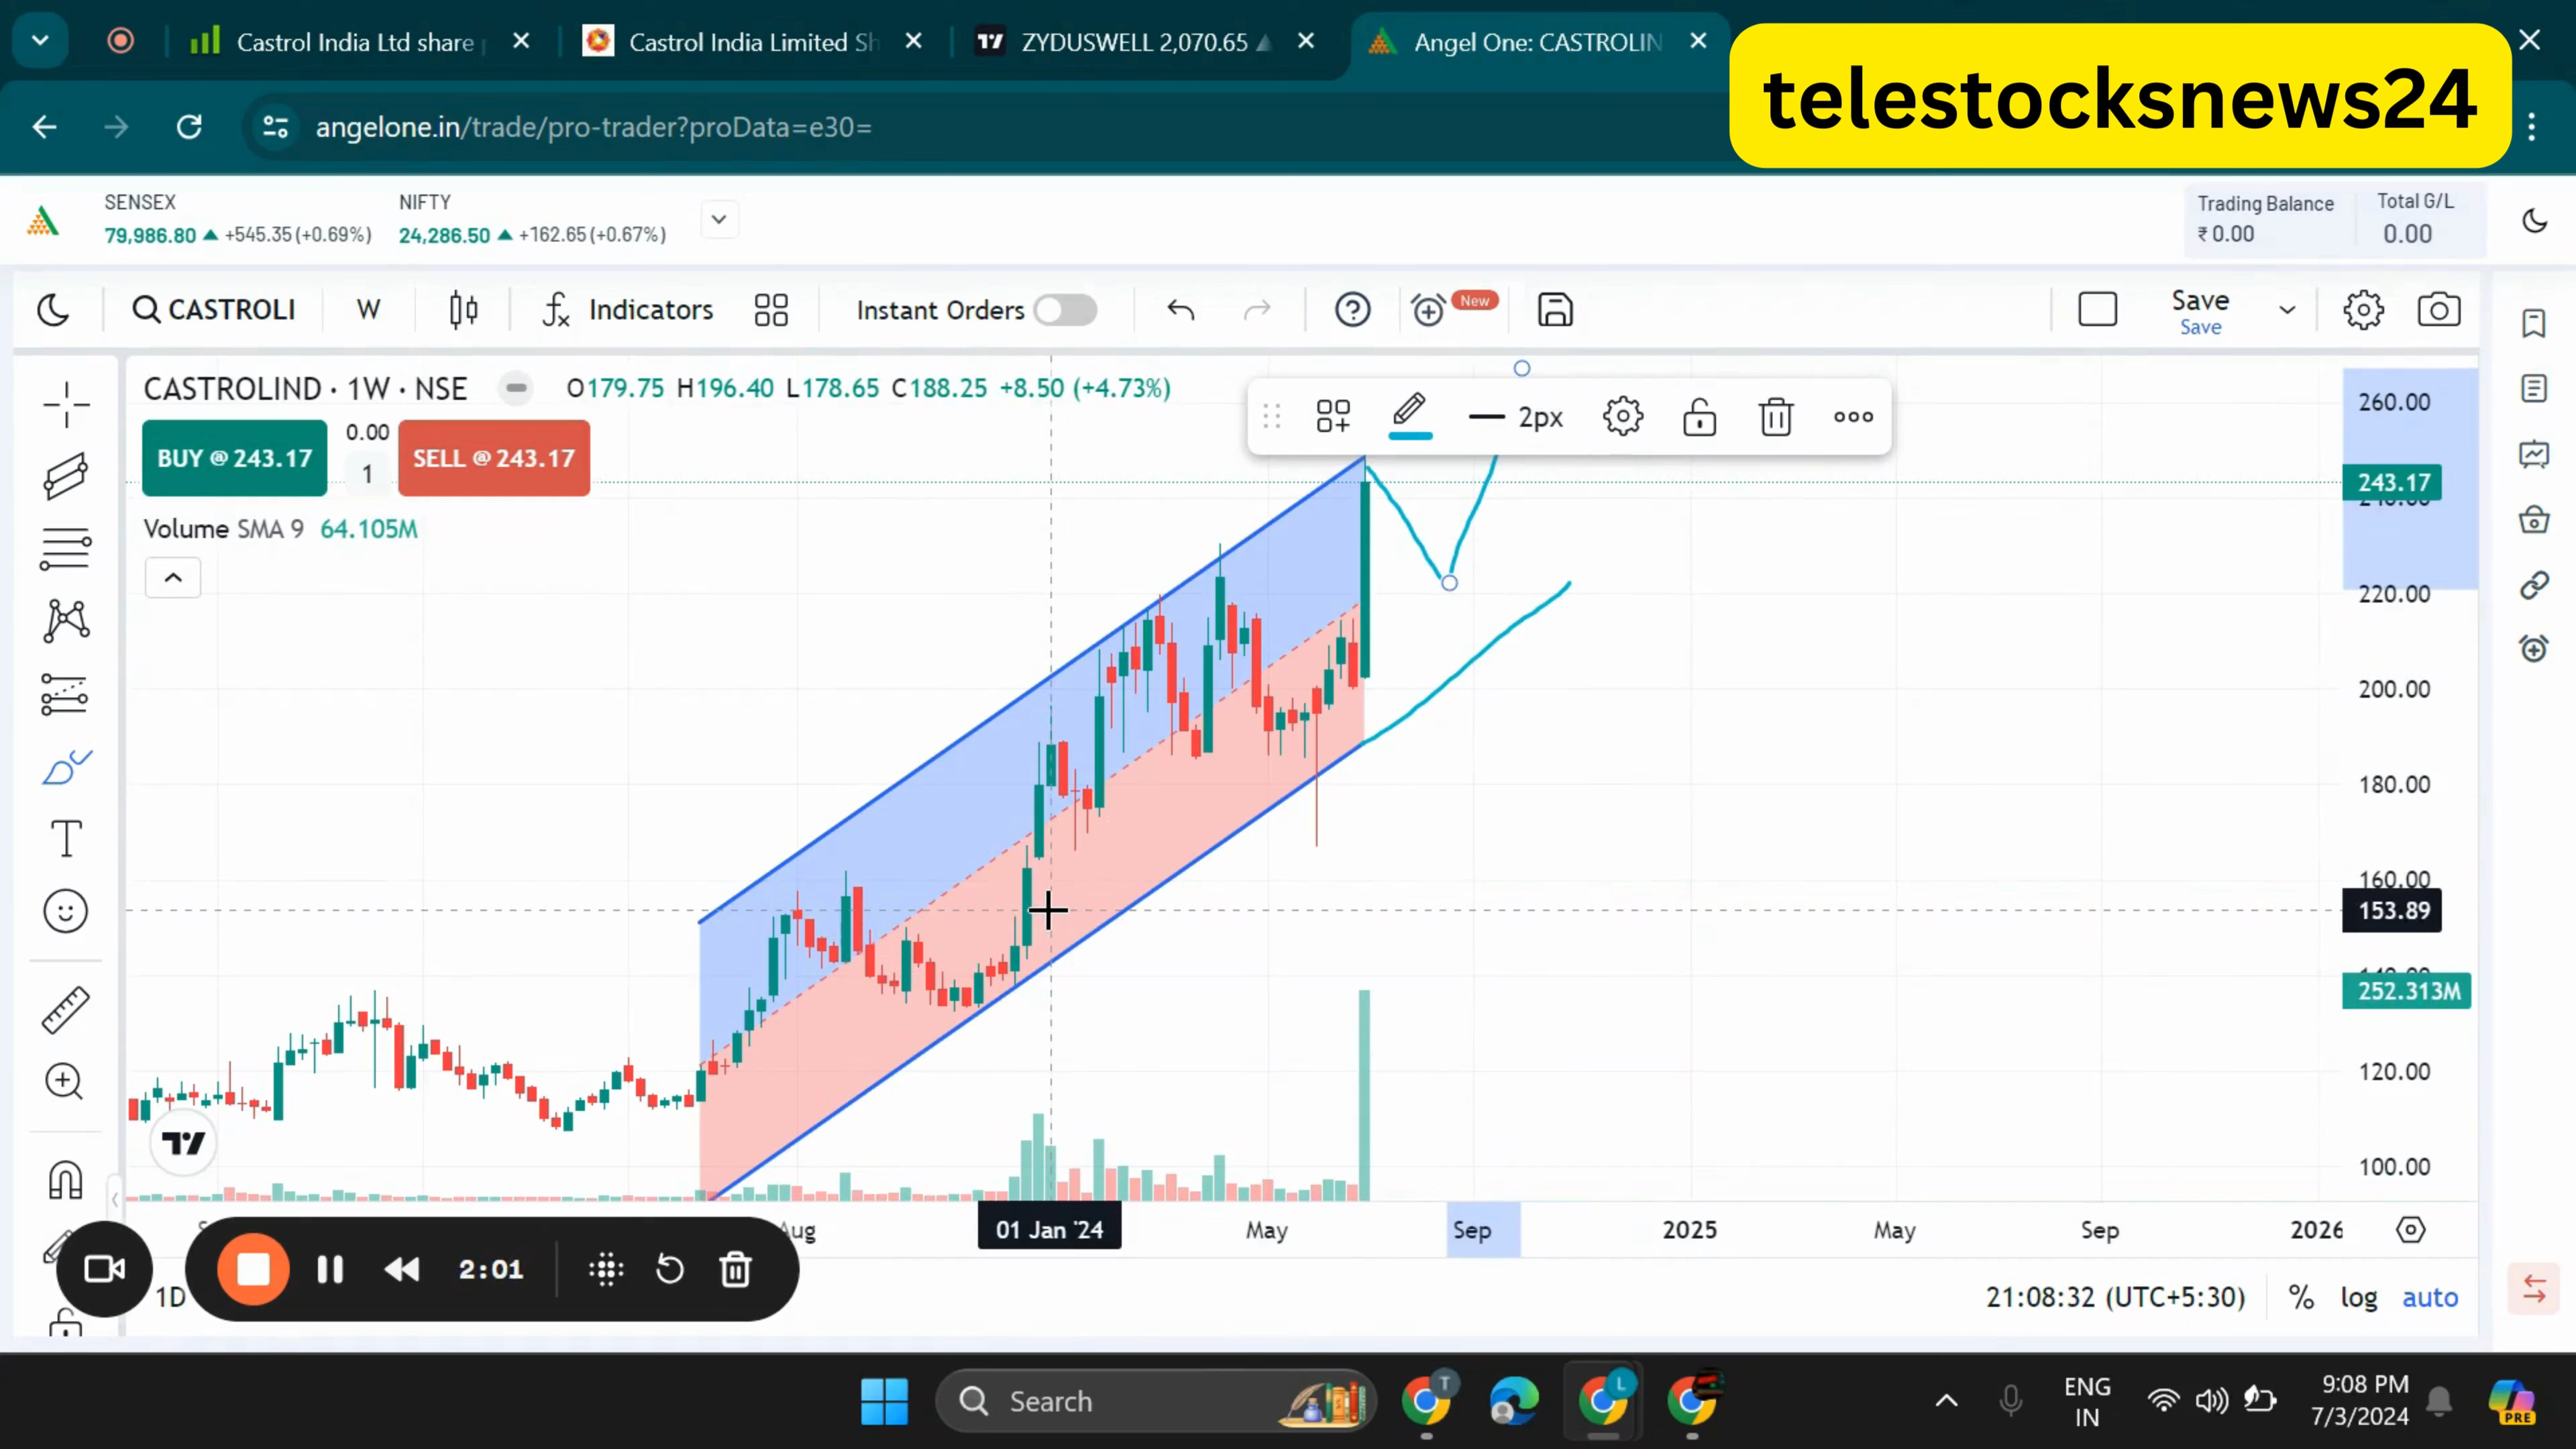 Castrol India Ltd share
Castrol India Limited Sh
ZYDUSWELL 2,070.65
Angel One: CASTROLIN
telestocksnews24
angelone.in/trade/pro-trader?proData=e30=
SENSEX
79,986.80 ▲ +545.35 (+0.69%)
NIFTY
24,286.50 ▲ +162.65 (+0.67%)
Trading Balance
₹ 0.00
Total G/L
0.00
CASTROLI
W
Indicators
Instant Orders
New
Save
Save
CASTROLIND · 1W · NSE
O179.75 H196.40 L178.65 C188.25 +8.50 (+4.73%)
2px
BUY @ 243.17
0.00
1
SELL @ 243.17
Volume SMA 9 64.105M
260.00
243.17
220.00
200.00
180.00
160.00
153.89
252.313M
120.00
100.00
Aug
01 Jan '24
May
Sep
2025
May
Sep
2026
2:01
1D
21:08:32 (UTC+5:30)
%
log
auto
Search
T
L
ENG
IN
9:08 PM
7/3/2024
PRE